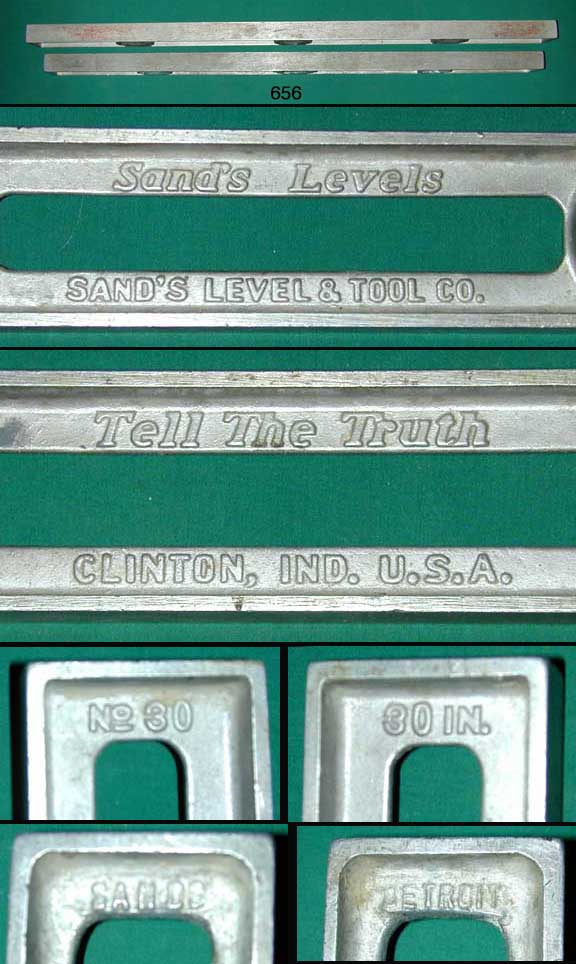 656
Sand's Levels
SAND'S LEVEL & TOOL CO.
Tell The Truth
CLINTON, IND. U.S.A.
No 30
30 IN.
SANDS
DETROIT